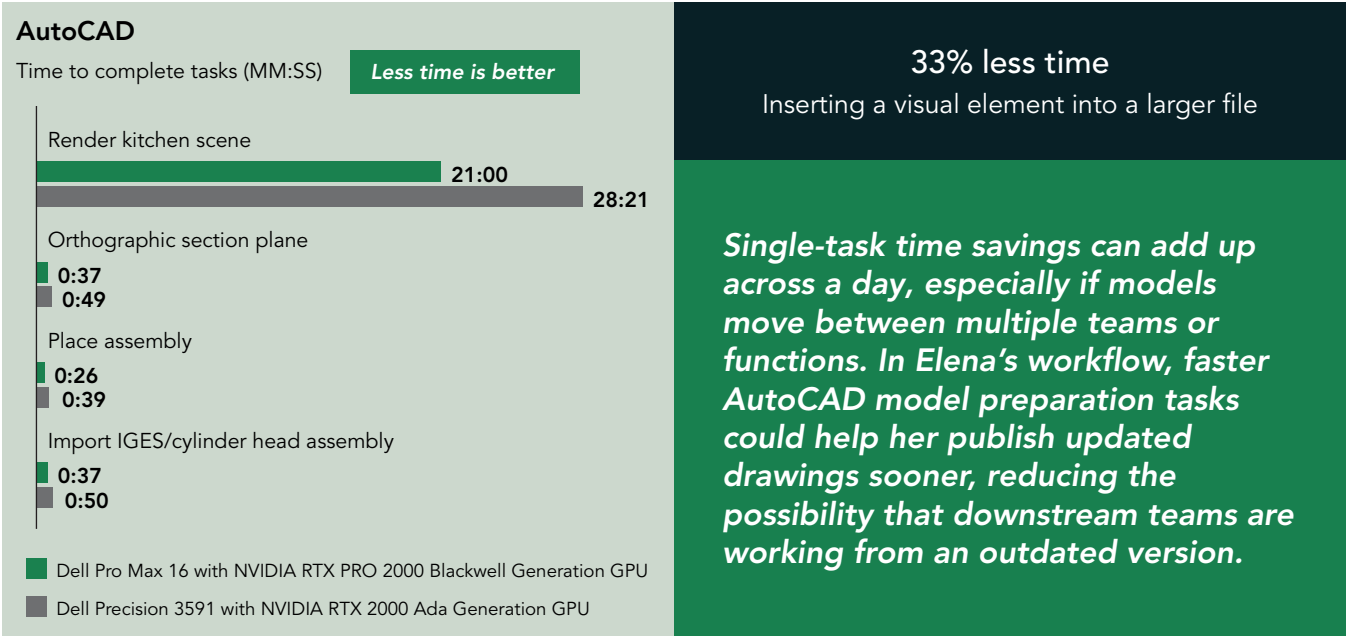 AutoCAD
Time to complete tasks (MM:SS)
Less time is better
Render kitchen scene
21:00
28:21
Orthographic section plane
0:37
0:49
Place assembly
0:26
0:39
Import IGES/cylinder head assembly
0:37
0:50
Dell Pro Max 16 with NVIDIA RTX PRO 2000 Blackwell Generation GPU
Dell Precision 3591 with NVIDIA RTX 2000 Ada Generation GPU
33% less time
Inserting a visual element into a larger file
Single-task time savings can add up
across a day, especially if models
move between multiple teams or
functions. In Elena’s workflow, faster
AutoCAD model preparation tasks
could help her publish updated
drawings sooner, reducing the
possibility that downstream teams are
working from an outdated version.